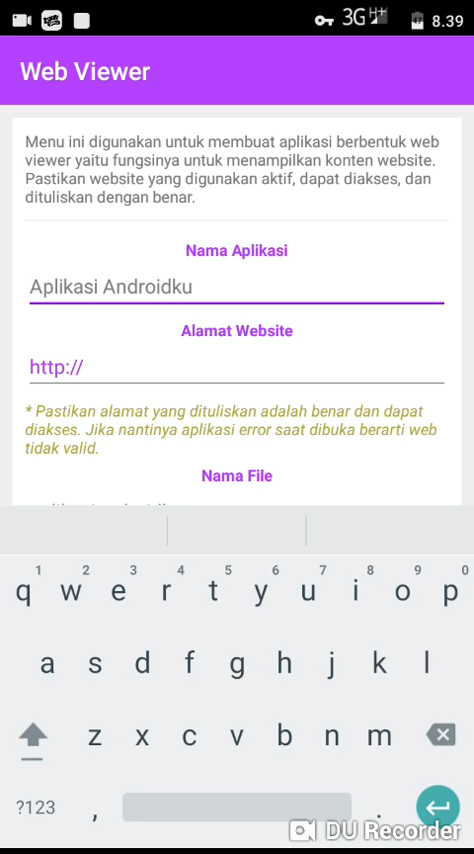 3G H+ 8.39
Web Viewer
Menu ini digunakan untuk membuat aplikasi berbentuk web
viewer yaitu fungsinya untuk menampilkan konten website.
Pastikan website yang digunakan aktif, dapat diakses, dan
dituliskan dengan benar.
Nama Aplikasi
Aplikasi Androidku
Alamat Website
http://
* Pastikan alamat yang dituliskan adalah benar dan dapat
diakses. Jika nantinya aplikasi error saat dibuka berarti web
tidak valid.
Nama File
1 2 3 4 5 6 7 8 9 0
q w e r t y u i o p
a s d f g h j k l
z x c v b n m
?123 , .
DU Recorder